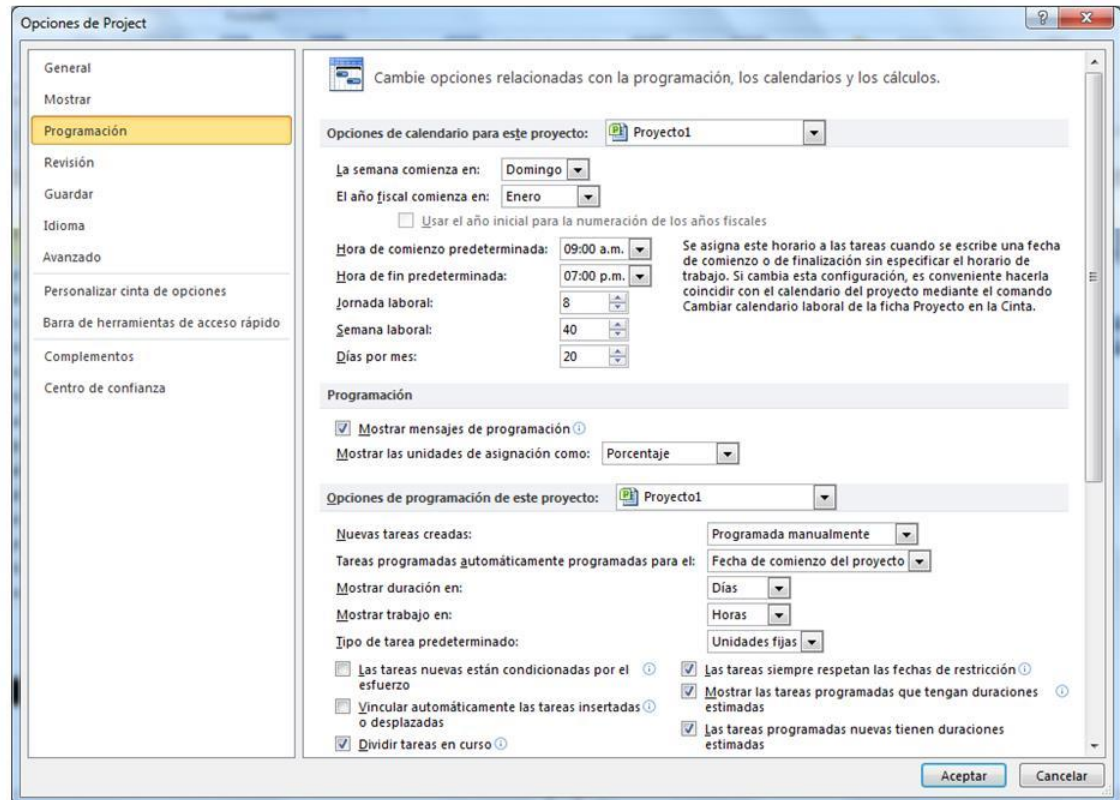 Opciones de Project
General
Mostrar
Programación
Revisión
Guardar
Idioma
Avanzado
Personalizar cinta de opciones
Barra de herramientas de acceso rápido
Complementos
Centro de confianza
Cambie opciones relacionadas con la programación, los calendarios y los cálculos.
Opciones de calendario para este proyecto: Proyecto1
La semana comienza en: Domingo
El año fiscal comienza en: Enero
Usar el año inicial para la numeración de los años fiscales
Hora de comienzo predeterminada: 09:00 a.m.
Hora de fin predeterminada: 07:00 p.m.
Jornada laboral: 8
Semana laboral: 40
Días por mes: 20
Se asigna este horario a las tareas cuando se escribe una fecha
de comienzo o de finalización sin especificar el horario de
trabajo. Si cambia esta configuración, es conveniente hacerla
coincidir con el calendario del proyecto mediante el comando
Cambiar calendario laboral de la ficha Proyecto en la Cinta.
Programación
Mostrar mensajes de programación
Mostrar las unidades de asignación como: Porcentaje
Opciones de programación de este proyecto: Proyecto1
Nuevas tareas creadas: Programada manualmente
Tareas programadas automáticamente programadas para el: Fecha de comienzo del proyecto
Mostrar duración en: Días
Mostrar trabajo en: Horas
Tipo de tarea predeterminado: Unidades fijas
Las tareas nuevas están condicionadas por el
esfuerzo
Vincular automáticamente las tareas insertadas
o desplazadas
Dividir tareas en curso
Las tareas siempre respetan las fechas de restricción
Mostrar las tareas programadas que tengan duraciones
estimadas
Las tareas programadas nuevas tienen duraciones
estimadas
Aceptar
Cancelar